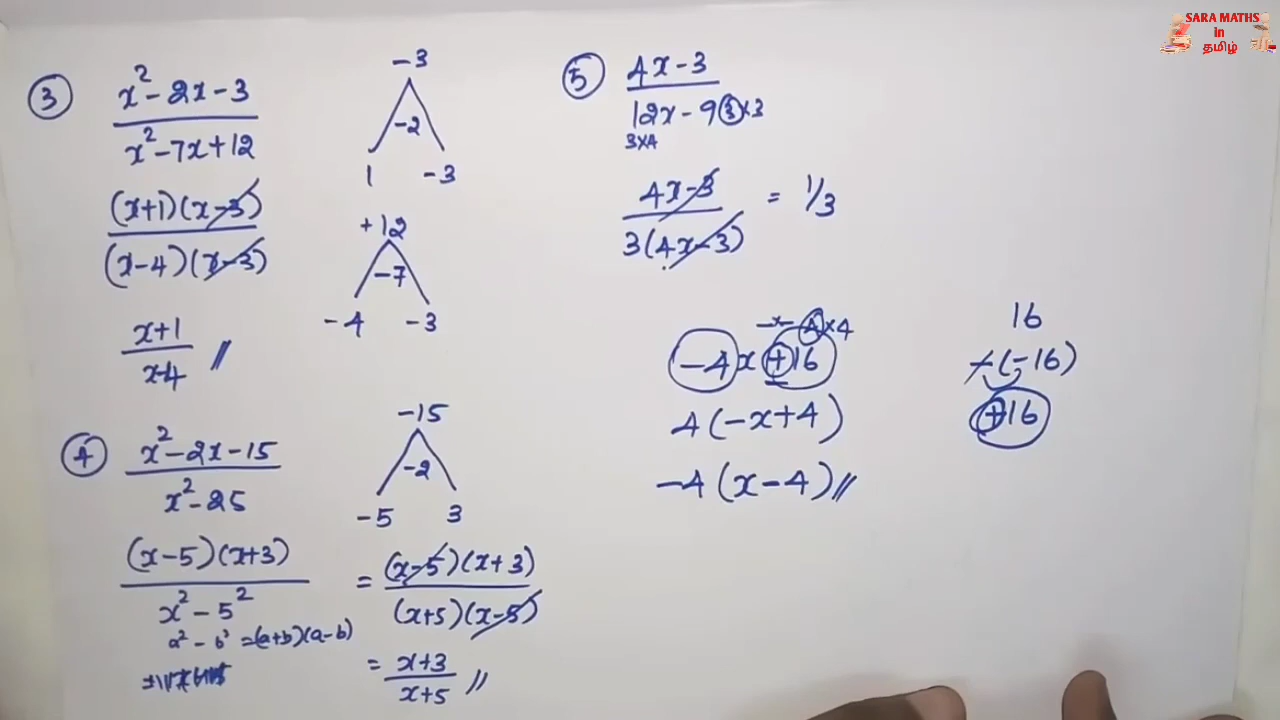 SARA MATHS
in
தமிழ்
③ x² - 2x - 3
x² - 7x + 12
(x+1)(x-3)
(x-4)(x-3)
x+1
x-4 //
-3
-2
1 -3
+12
-7
-4 -3
④ x² - 2x - 15
x² - 25
(x-5)(x+3)
x² - 5²
a² - b² = (a+b)(a-b)
-15
-2
-5 3
= (x-5)(x+3)
(x+5)(x-5)
= x+3
x+5 //
⑤ 4x - 3
12x - 9 ③×3
3×4
4x-3
3(4x-3)
= 1/3
-×- ④×4
-4x + 16
4(-x+4)
-4(x-4)//
16
-(-16)
+16